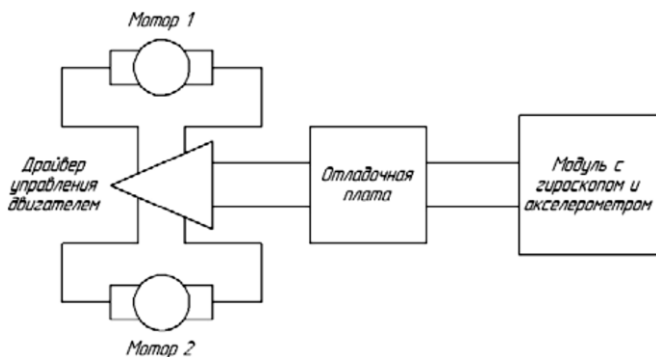 Мотор 1
Драйвер
управления
двигателем
Отладочная
плата
Модуль с
гироскопом и
акселерометром
Мотор 2